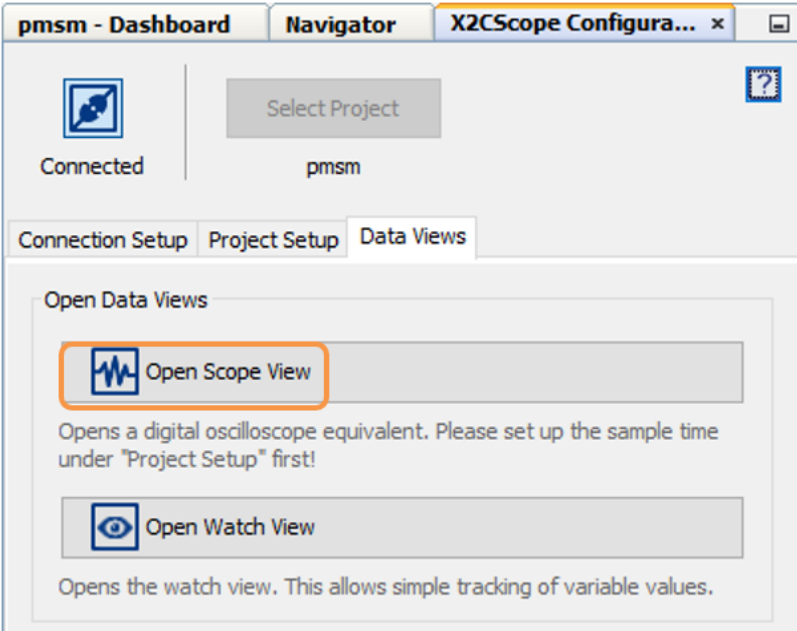 pmsm - Dashboard Navigator X2CScope Configura... ×
Select Project ?
Connected pmsm
Connection Setup Project Setup Data Views
Open Data Views
Open Scope View
Opens a digital oscilloscope equivalent. Please set up the sample time
under "Project Setup" first!
Open Watch View
Opens the watch view. This allows simple tracking of variable values.